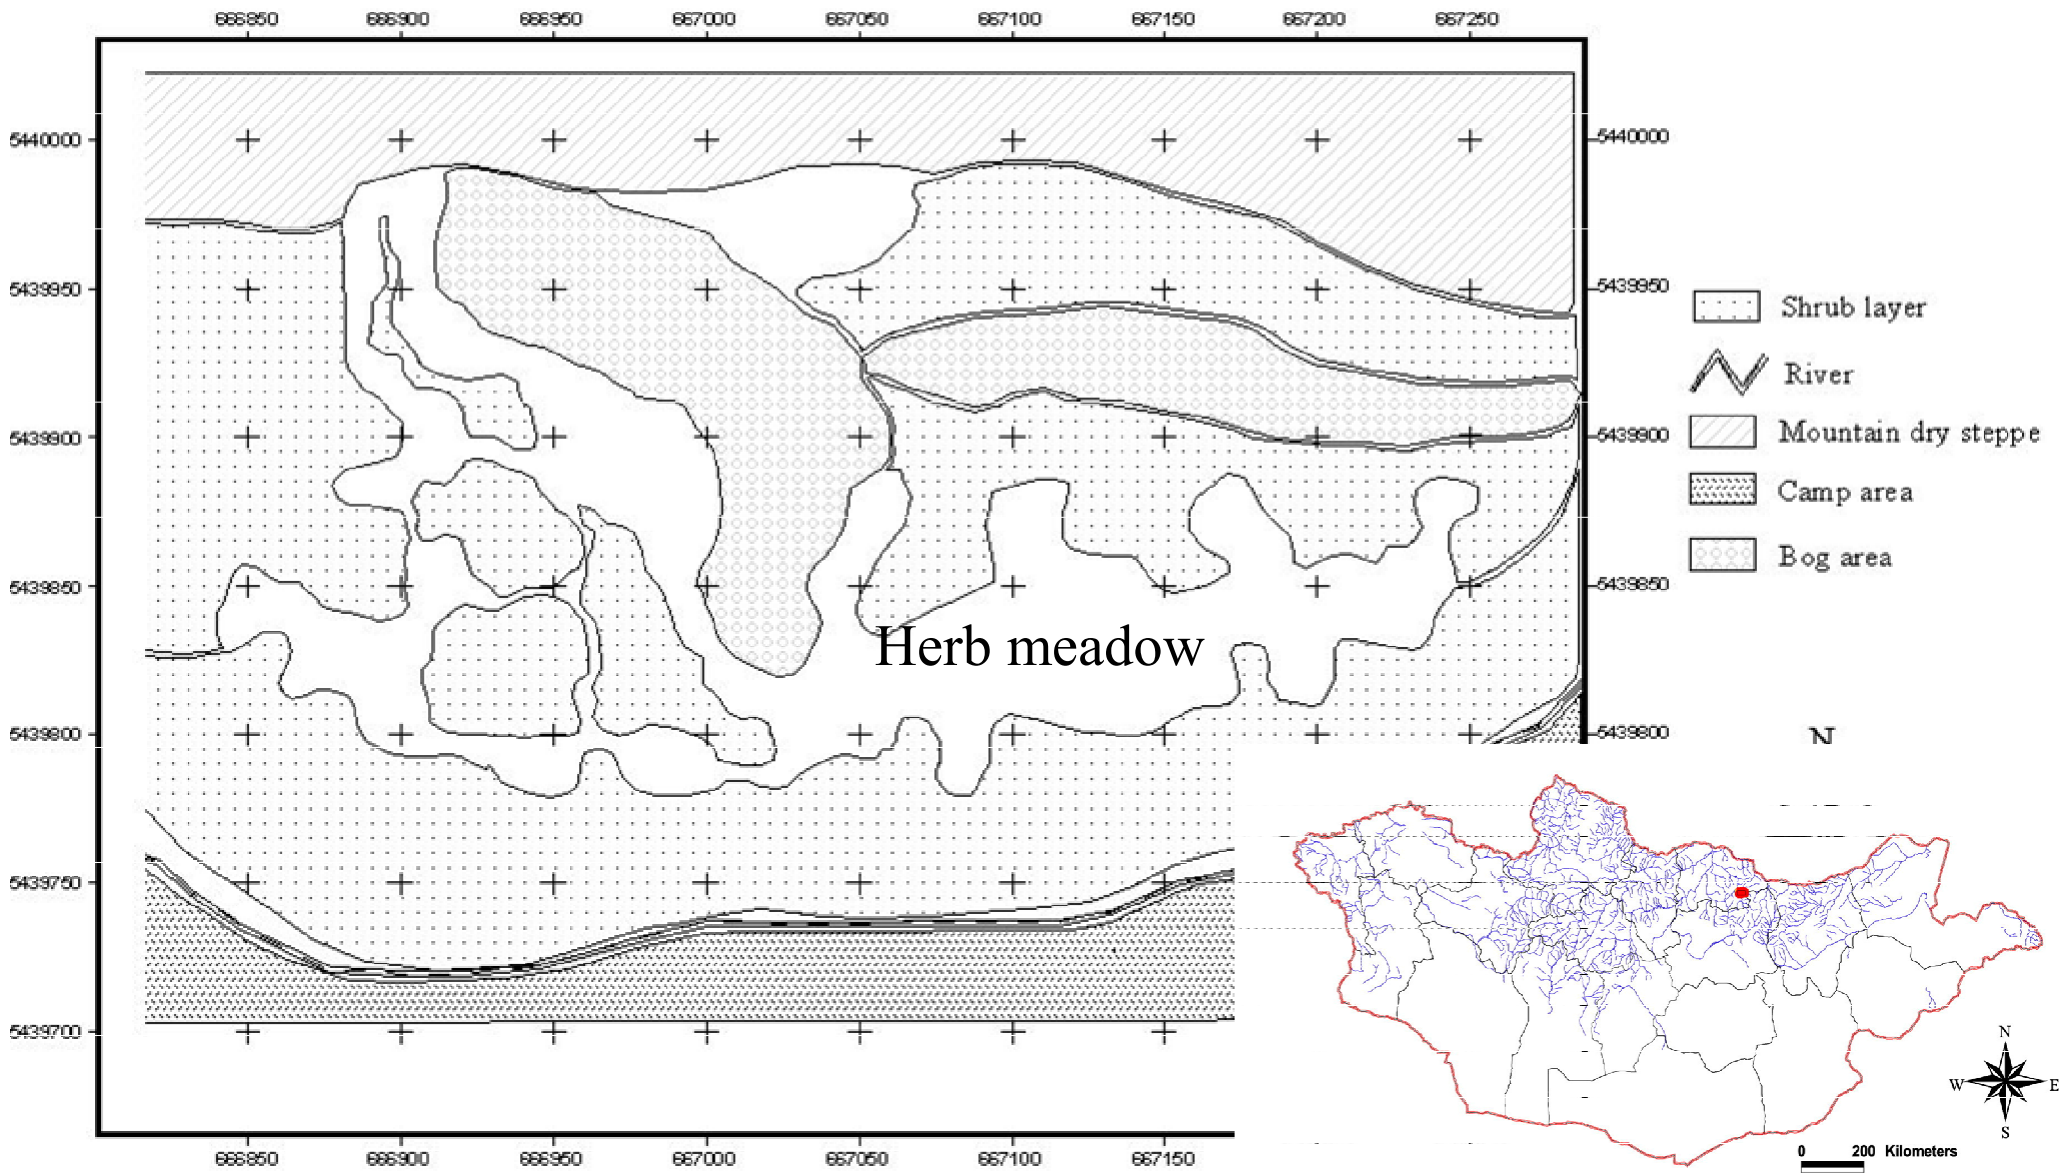 666850 666900 666950 667000 667050 667100 667150 667200 667250
5440000 5440000
5439950 5439950
Shrub layer
River
5439900 5439900
Mountain dry steppe
Camp area
Bog area
5439850 5439850
Herb meadow
5439800 5439800
N
5439750
5439700
N
W E
S
0 200 Kilometers
666850 666900 666950 667000 667050 667100 667150